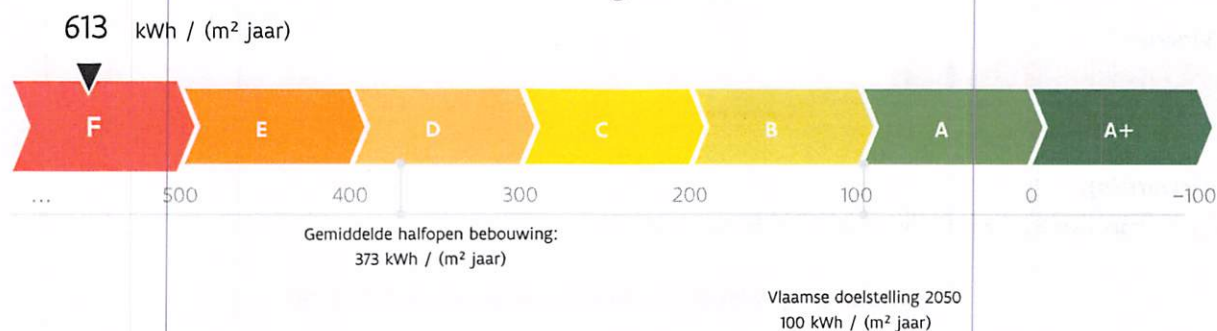 613 kWh / (m² jaar)
F E D C B A A+
... 500 400 300 200 100 0 −100
Gemiddelde halfopen bebouwing:
373 kWh / (m² jaar)
Vlaamse doelstelling 2050
100 kWh / (m² jaar)